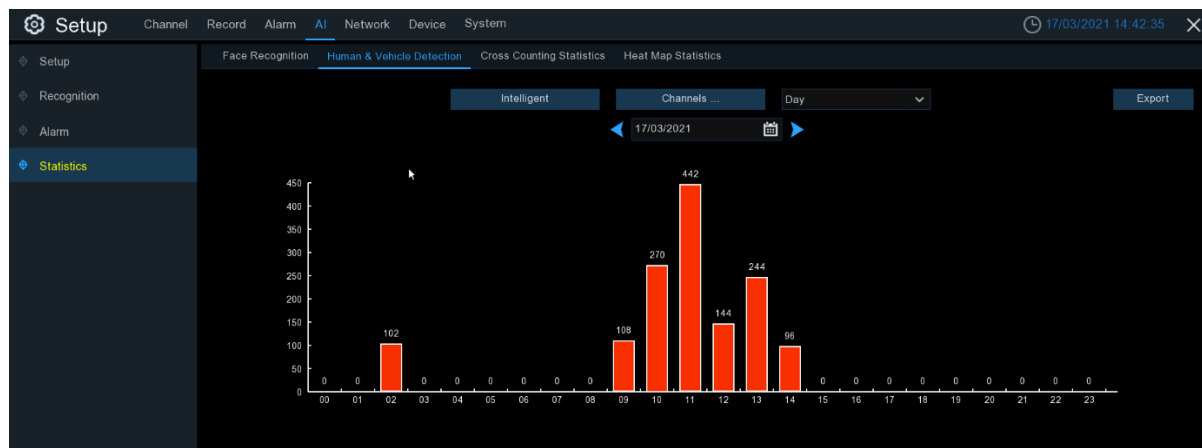 Setup Channel Record Alarm AI Network Device System 17/03/2021 14:42:35
Setup
Recognition
Alarm
Statistics
Face Recognition Human & Vehicle Detection Cross Counting Statistics Heat Map Statistics
Intelligent Channels ... Day Export
17/03/2021
442
450
400
350
300
270
250
244
200
150
144
108
102
100
96
50
0 0 0 0 0 0 0 0 0 0 0 0 0 0 0 0 0
0
00 01 02 03 04 05 06 07 08 09 10 11 12 13 14 15 16 17 18 19 20 21 22 23